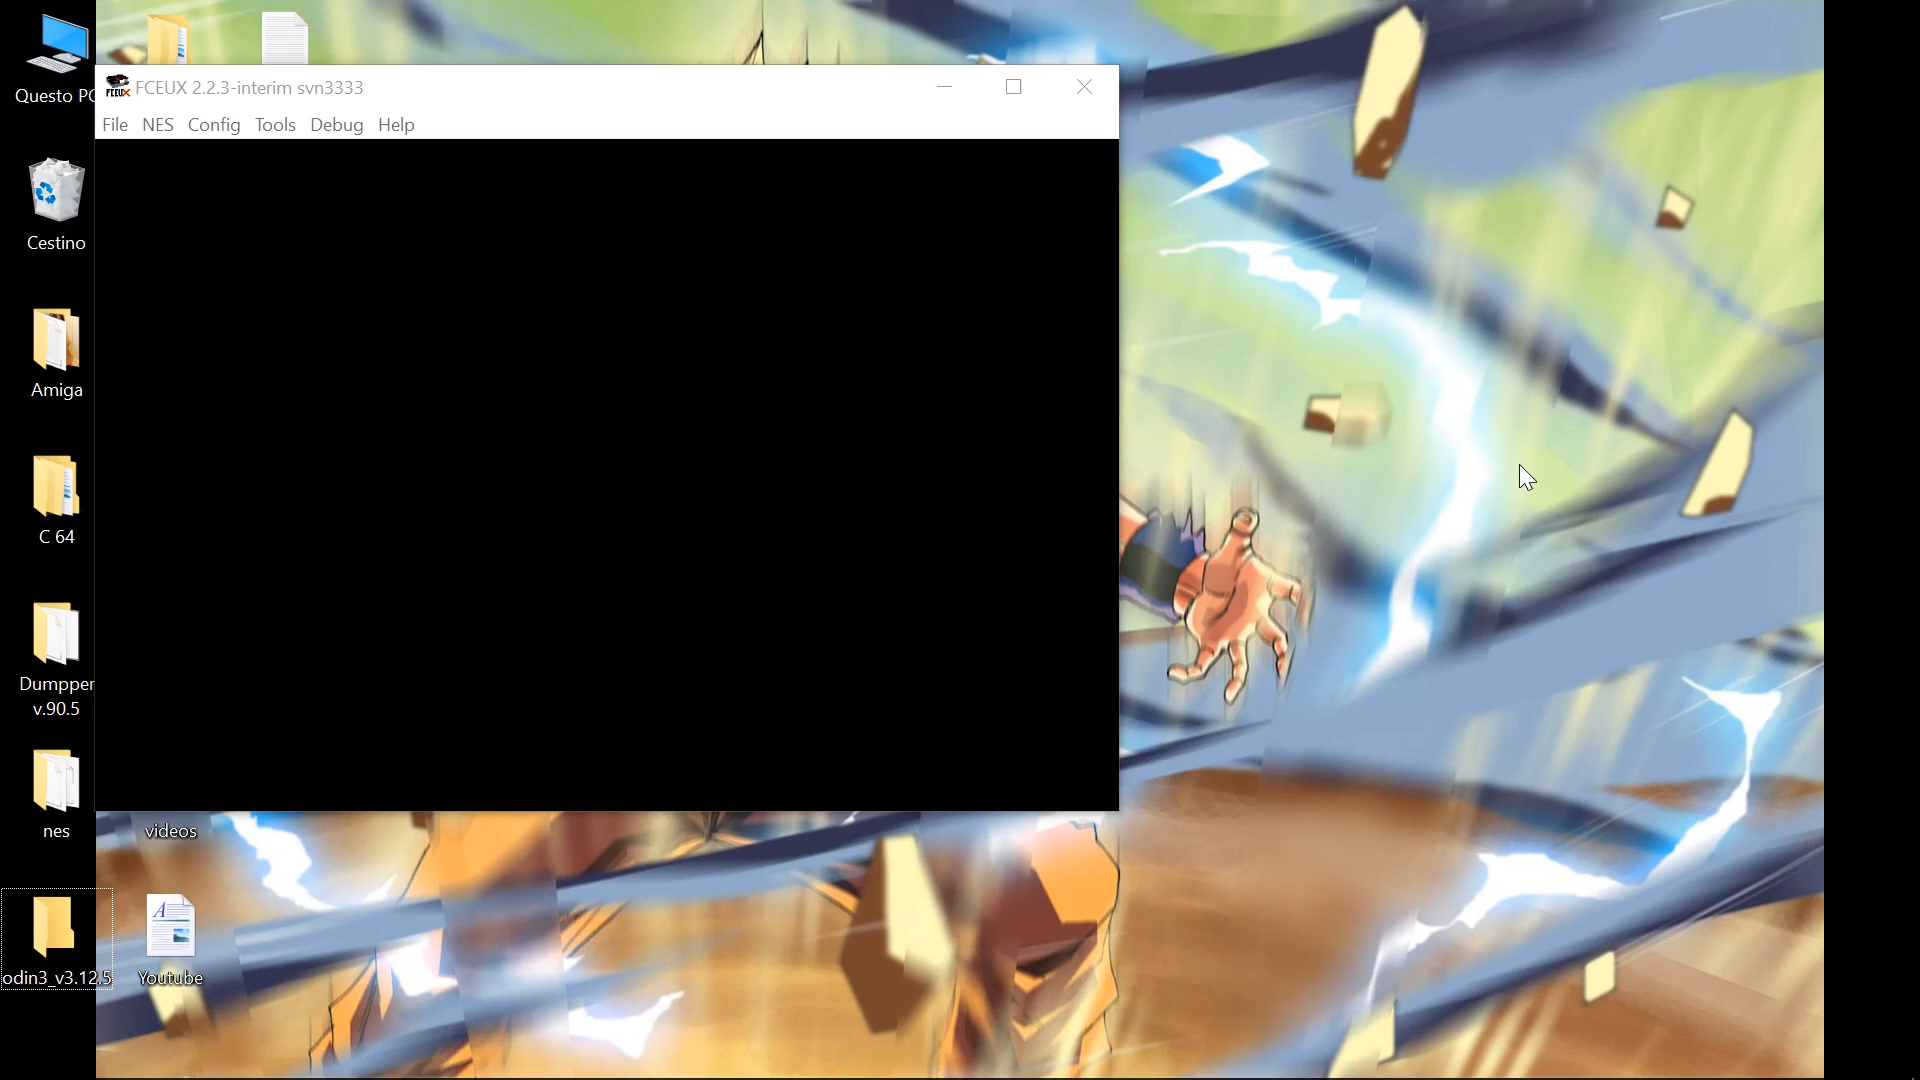 FCEUX 2.2.3-interim svn3333
File NES Config Tools Debug Help
Questo PC
Cestino
Amiga
C 64
Dumpper
v.90.5
nes
videos
odin3_v3.12.5
Youtube
FCEUX